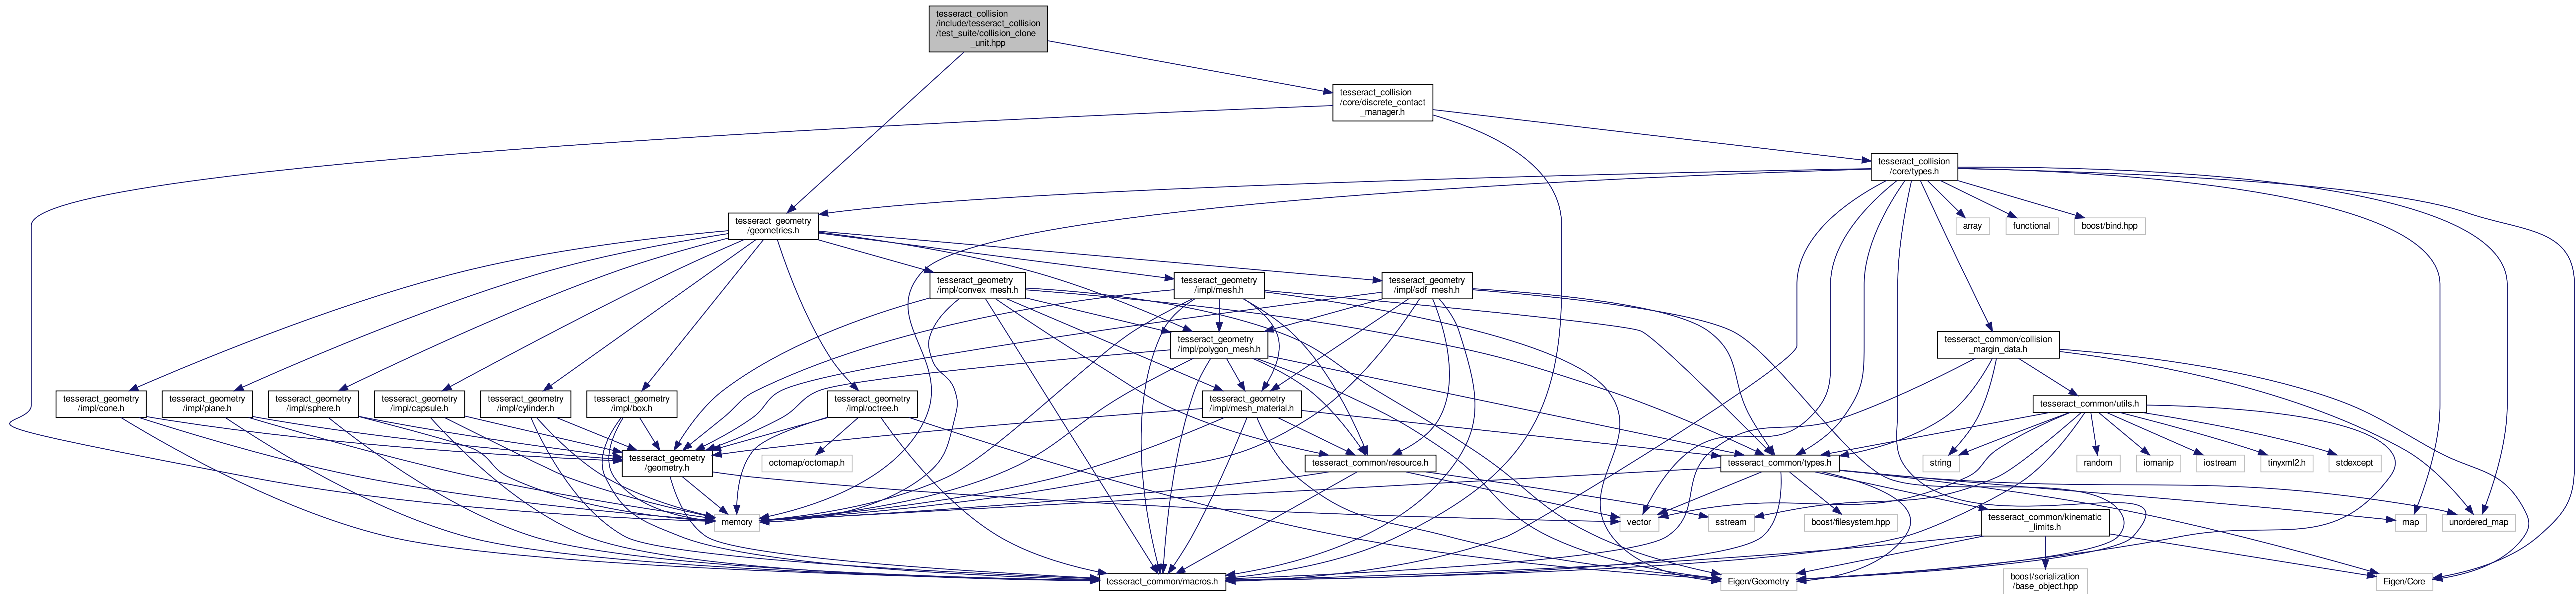 tesseract_collision
/include/tesseract_collision
/test_suite/collision_clone
_unit.hpp
tesseract_collision
/core/discrete_contact
_manager.h
tesseract_collision
/core/types.h
tesseract_geometry
/geometries.h
array
functional
boost/bind.hpp
tesseract_geometry
/impl/convex_mesh.h
tesseract_geometry
/impl/mesh.h
tesseract_geometry
/impl/sdf_mesh.h
tesseract_geometry
/impl/polygon_mesh.h
tesseract_common/collision
_margin_data.h
tesseract_geometry
/impl/cone.h
tesseract_geometry
/impl/plane.h
tesseract_geometry
/impl/sphere.h
tesseract_geometry
/impl/capsule.h
tesseract_geometry
/impl/cylinder.h
tesseract_geometry
/impl/box.h
tesseract_geometry
/impl/octree.h
tesseract_geometry
/impl/mesh_material.h
tesseract_common/utils.h
tesseract_geometry
/geometry.h
octomap/octomap.h
tesseract_common/resource.h
tesseract_common/types.h
string
random
iomanip
iostream
tinyxml2.h
stdexcept
memory
vector
sstream
boost/filesystem.hpp
tesseract_common/kinematic
_limits.h
map
unordered_map
tesseract_common/macros.h
Eigen/Geometry
boost/serialization
/base_object.hpp
Eigen/Core